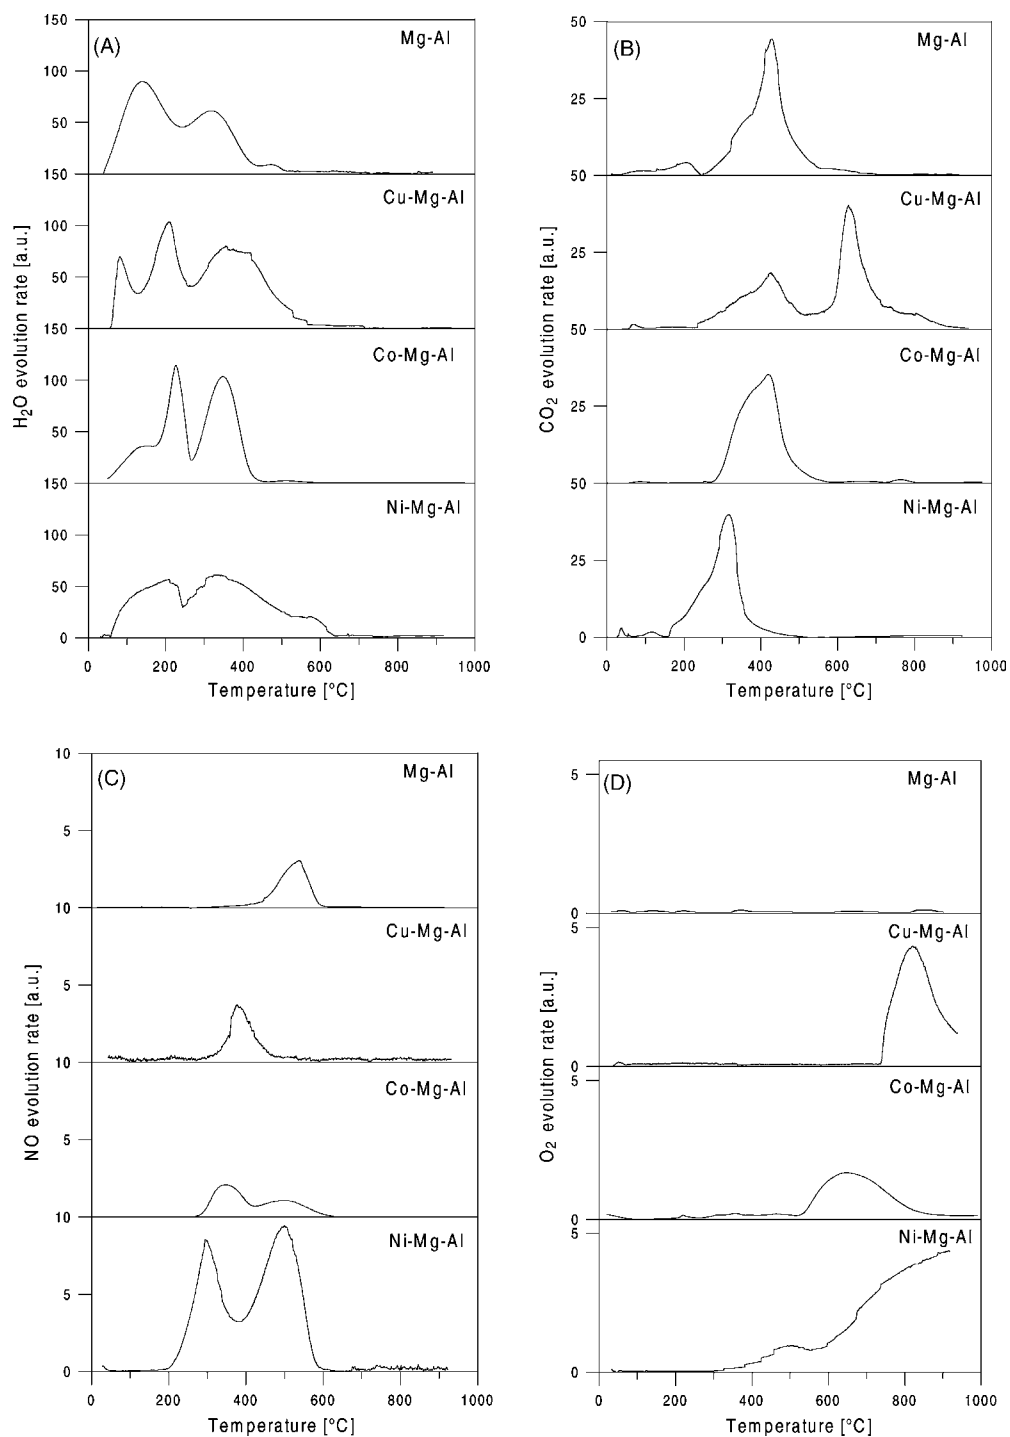 (A)
Mg-Al
150
100
50
150
Cu-Mg-Al
100
50
150
Co-Mg-Al
100
50
150
Ni-Mg-Al
100
50
0
0 200 400 600 800 1000
Temperature [°C]
H2O evolution rate [a.u.]
(B)
Mg-Al
50
25
50
Cu-Mg-Al
25
50
Co-Mg-Al
25
50
Ni-Mg-Al
25
0
0 200 400 600 800 1000
Temperature [°C]
CO2 evolution rate [a.u.]
(C)
Mg-Al
10
5
10
Cu-Mg-Al
5
10
Co-Mg-Al
5
10
Ni-Mg-Al
5
0
0 200 400 600 800 1000
Temperature [°C]
NO evolution rate [a.u.]
(D)
Mg-Al
5
0
5
Cu-Mg-Al
0
5
Co-Mg-Al
0
5
Ni-Mg-Al
0
0 200 400 600 800 1000
Temperature [°C]
O2 evolution rate [a.u.]